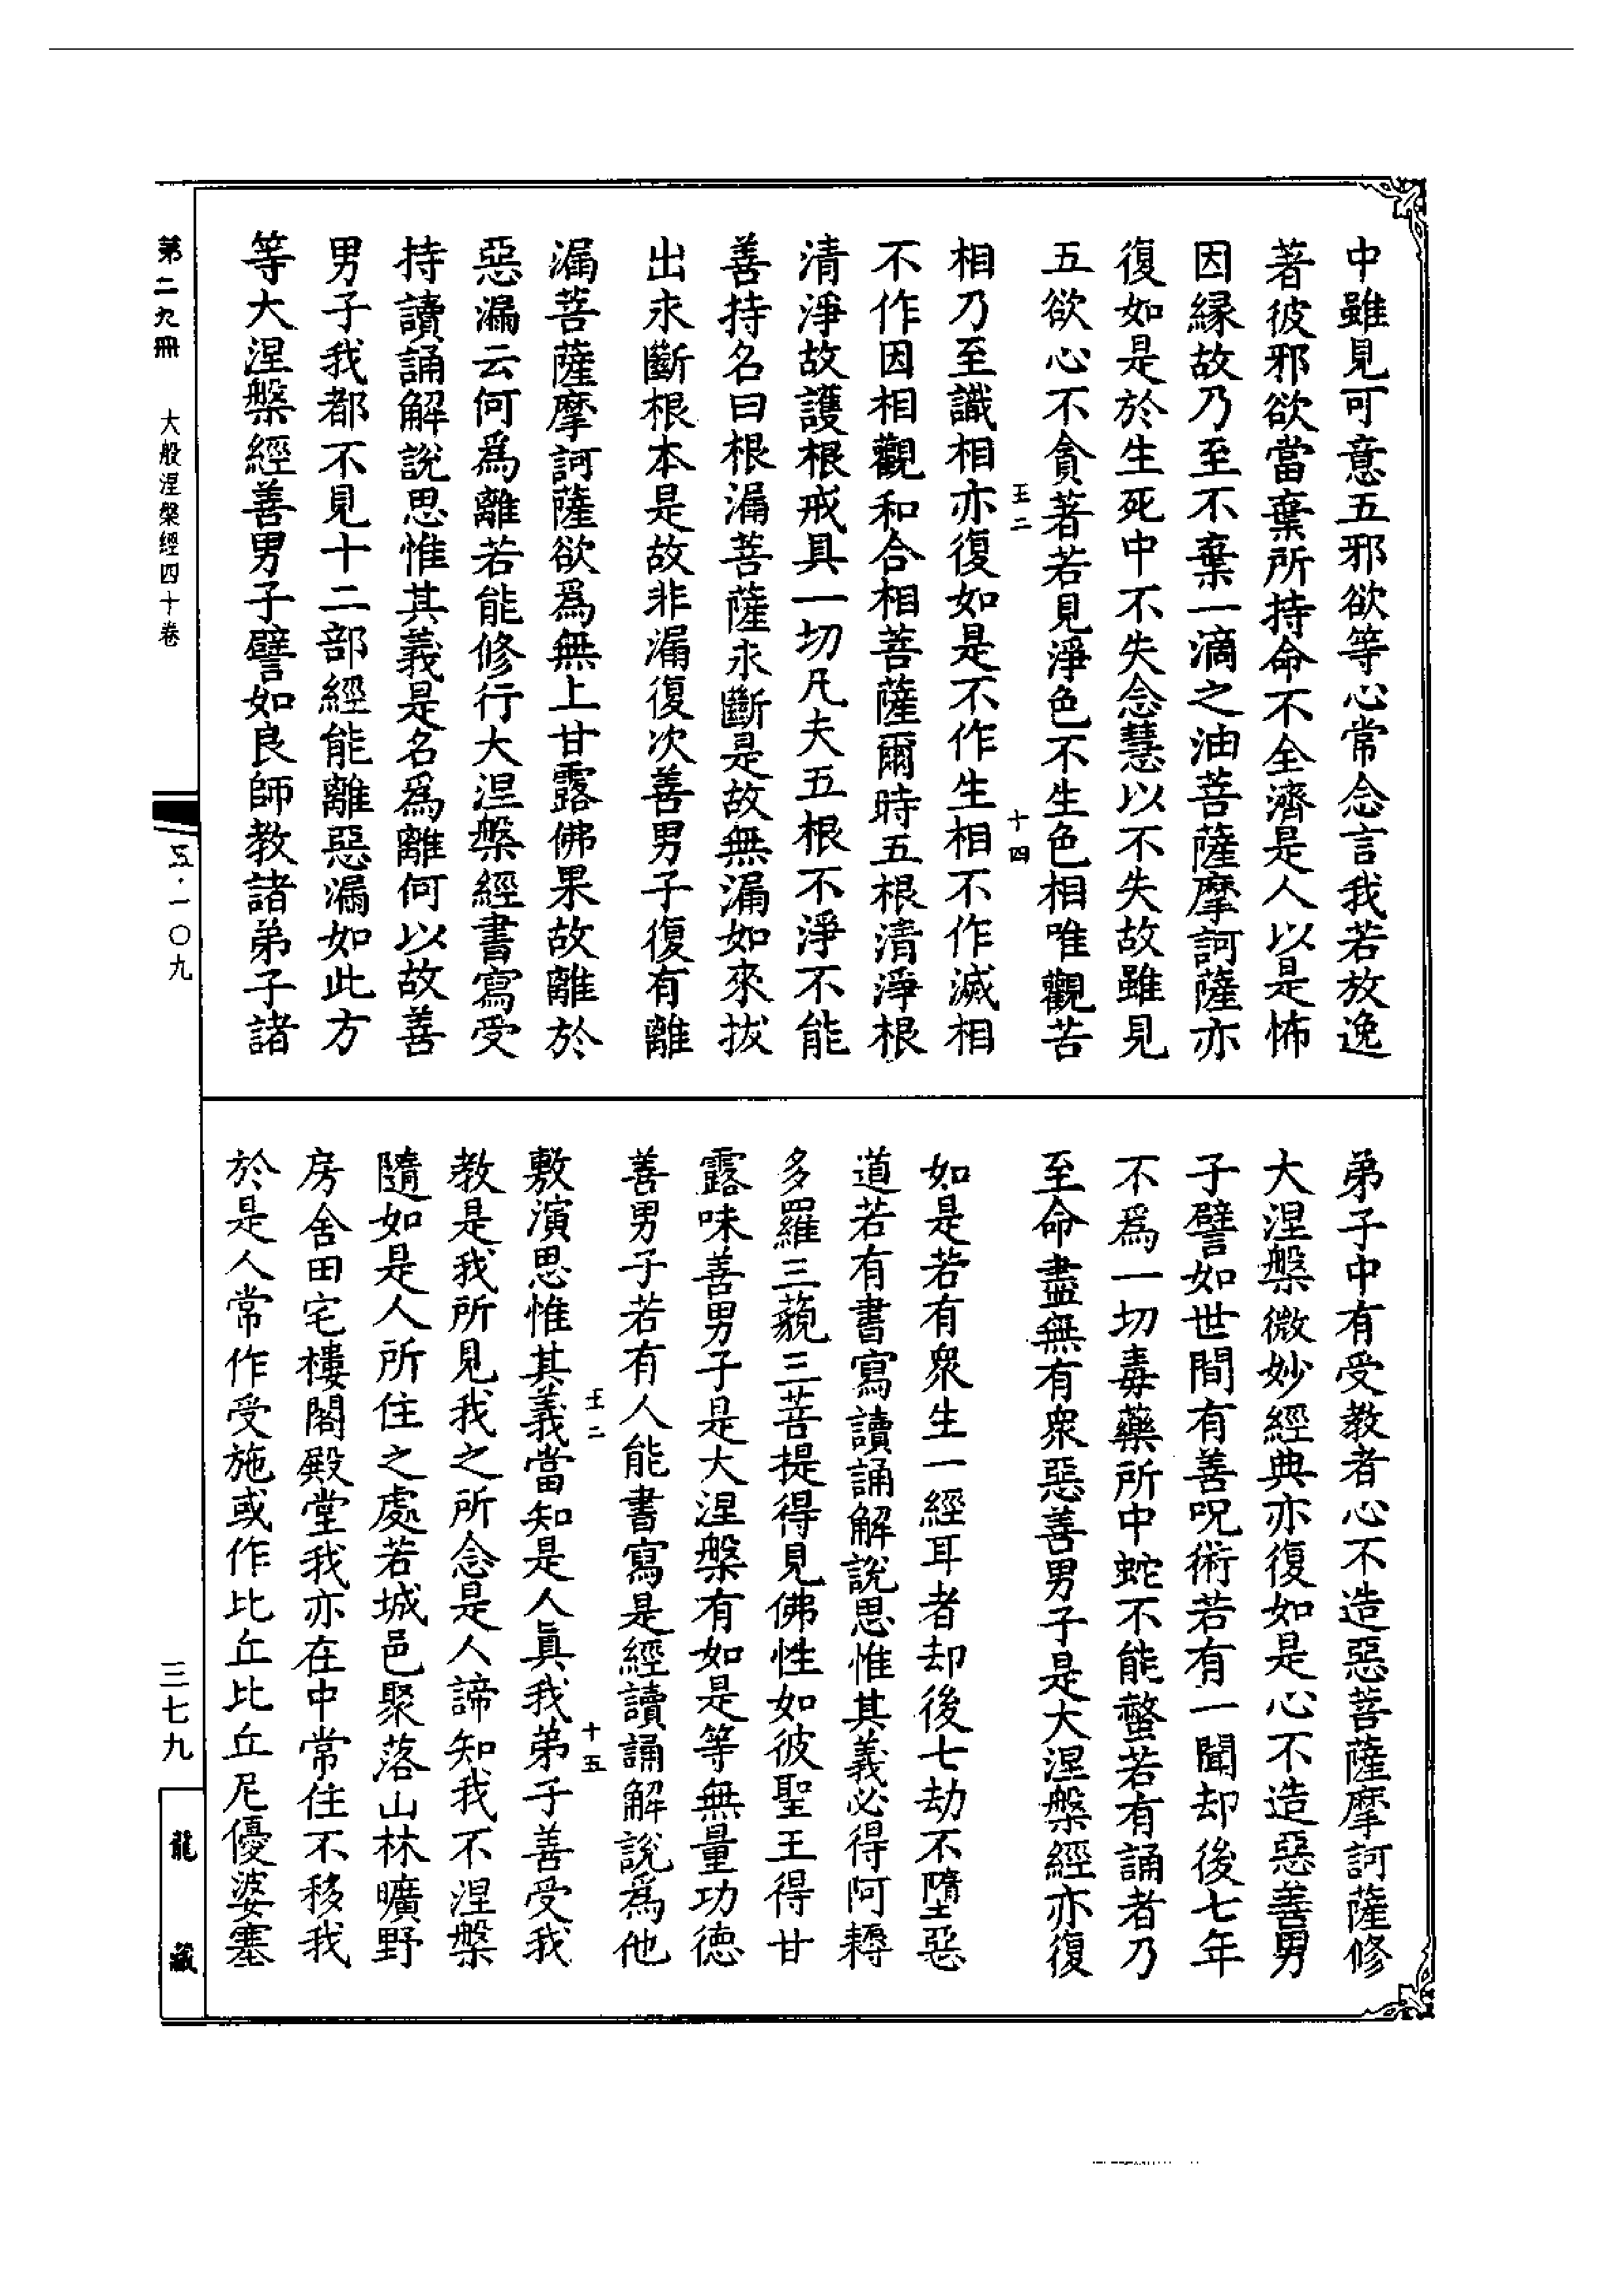 中雖見可意五邪欲等心常念言我若放逸
著彼邪欲當棄所持命不全濟是人以是怖
因緣故乃至不棄一滴之油菩薩摩訶薩亦
復如是於生死中不失念慧以不失故雖見
五欲心不貪著若見淨色不生色相唯觀苦
王二
十四
相乃至識相亦復如是不作生相不作滅相
不作因相觀和合相菩薩爾時五根清淨根
清淨故護根戒具一切凡夫五根不淨不能
善持名曰根漏菩薩永斷是故無漏如來拔
出永斷根本是故非漏復次善男子復有離
漏菩薩摩訶薩欲爲無上甘露佛果故離於
惡漏云何爲離若能修行大涅槃經書寫受
持讀誦解說思惟其義是名爲離何以故善
男子我都不見十二部經能離惡漏如此方
等大涅槃經善男子譬如良師教諸弟子諸
弟子中有受教者心不造惡菩薩摩訶薩修
大涅槃微妙經典亦復如是心不造惡善男
子譬如世間有善呪術若有一聞却後七年
不爲一切毒藥所中蛇不能螫若有誦者乃
至命盡無有衆惡善男子是大涅槃經亦復
如是若有衆生一經耳者却後七劫不墮惡
道若有書寫讀誦解說思惟其義必得阿耨
多羅三藐三菩提得見佛性如彼聖王得甘
露味善男子是大涅槃有如是等無量功德
善男子若有人能書寫是經讀誦解說為他
王二
十五
敷演思惟其義當知是人眞我弟子善受我
教是我所見我之所念是人諦知我不涅槃
隨如是人所住之處若城邑聚落山林曠野
房舍田宅樓閣殿堂我亦在中常住不移我
於是人常作受施或作比丘比丘尼優婆塞
第二九冊 大般涅槃經四十卷
五·一〇九
三七九
龍藏